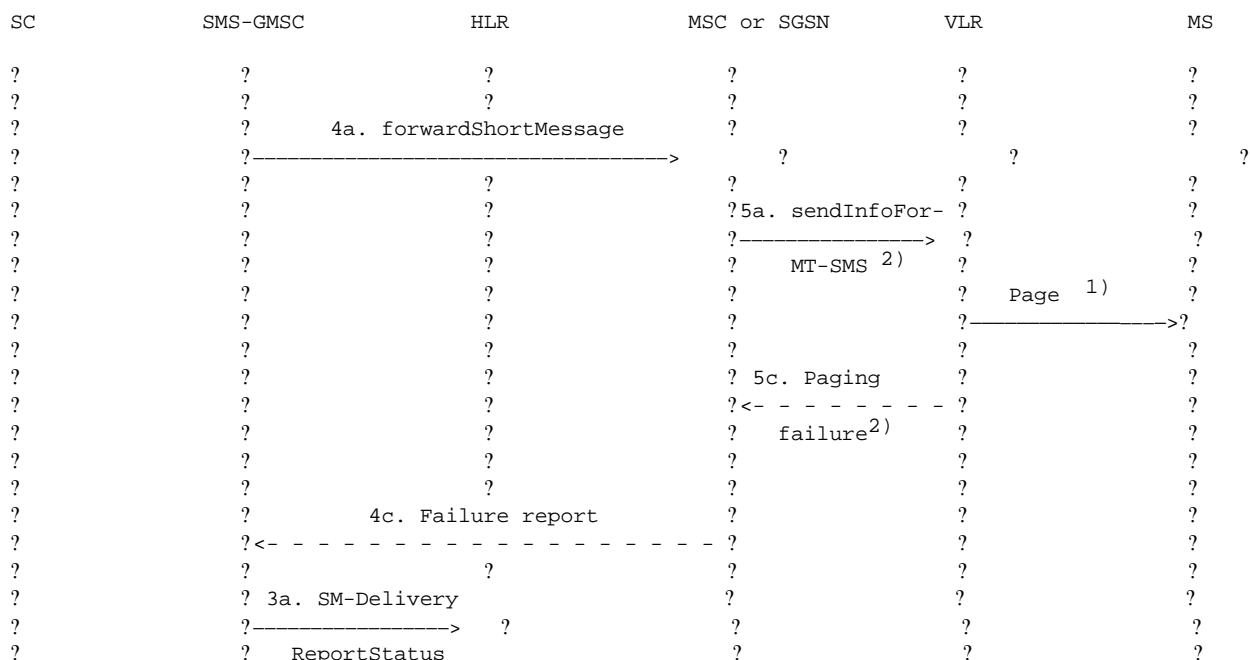 SC SMS-GMSC HLR MSC or SGSN VLR MS
? ? ? ? ? ?
? ? ? ? ? ?
? ? 4a. forwardShortMessage ? ? ?
? ?––––––––––––––––––––––––––––––––––––> ? ? ?
? ? ? ? ? ?
? ? ? ?5a. sendInfoFor- ? ?
? ? ? ?––––––––––––––––> ? ?
? ? ? ? MT-SMS 2) ? ?
? ? ? ? ? Page 1) ?
? ? ? ? ?–––––––––––––––––>?
? ? ? ? ? ?
? ? ? ? 5c. Paging ? ?
? ? ? ?<- - - - - - - - ? ?
? ? ? ? failure2) ? ?
? ? ? ? ? ?
? ? ? ? ? ?
? ? 4c. Failure report ? ? ?
? ?<- - - - - - - - - - - - - - - - - - ? ? ?
? ? ? ? ? ?
? ? 3a. SM-Delivery ? ? ?
? ?–––––––––––––––––> ? ? ? ?
? ? ReportStatus ? ? ?